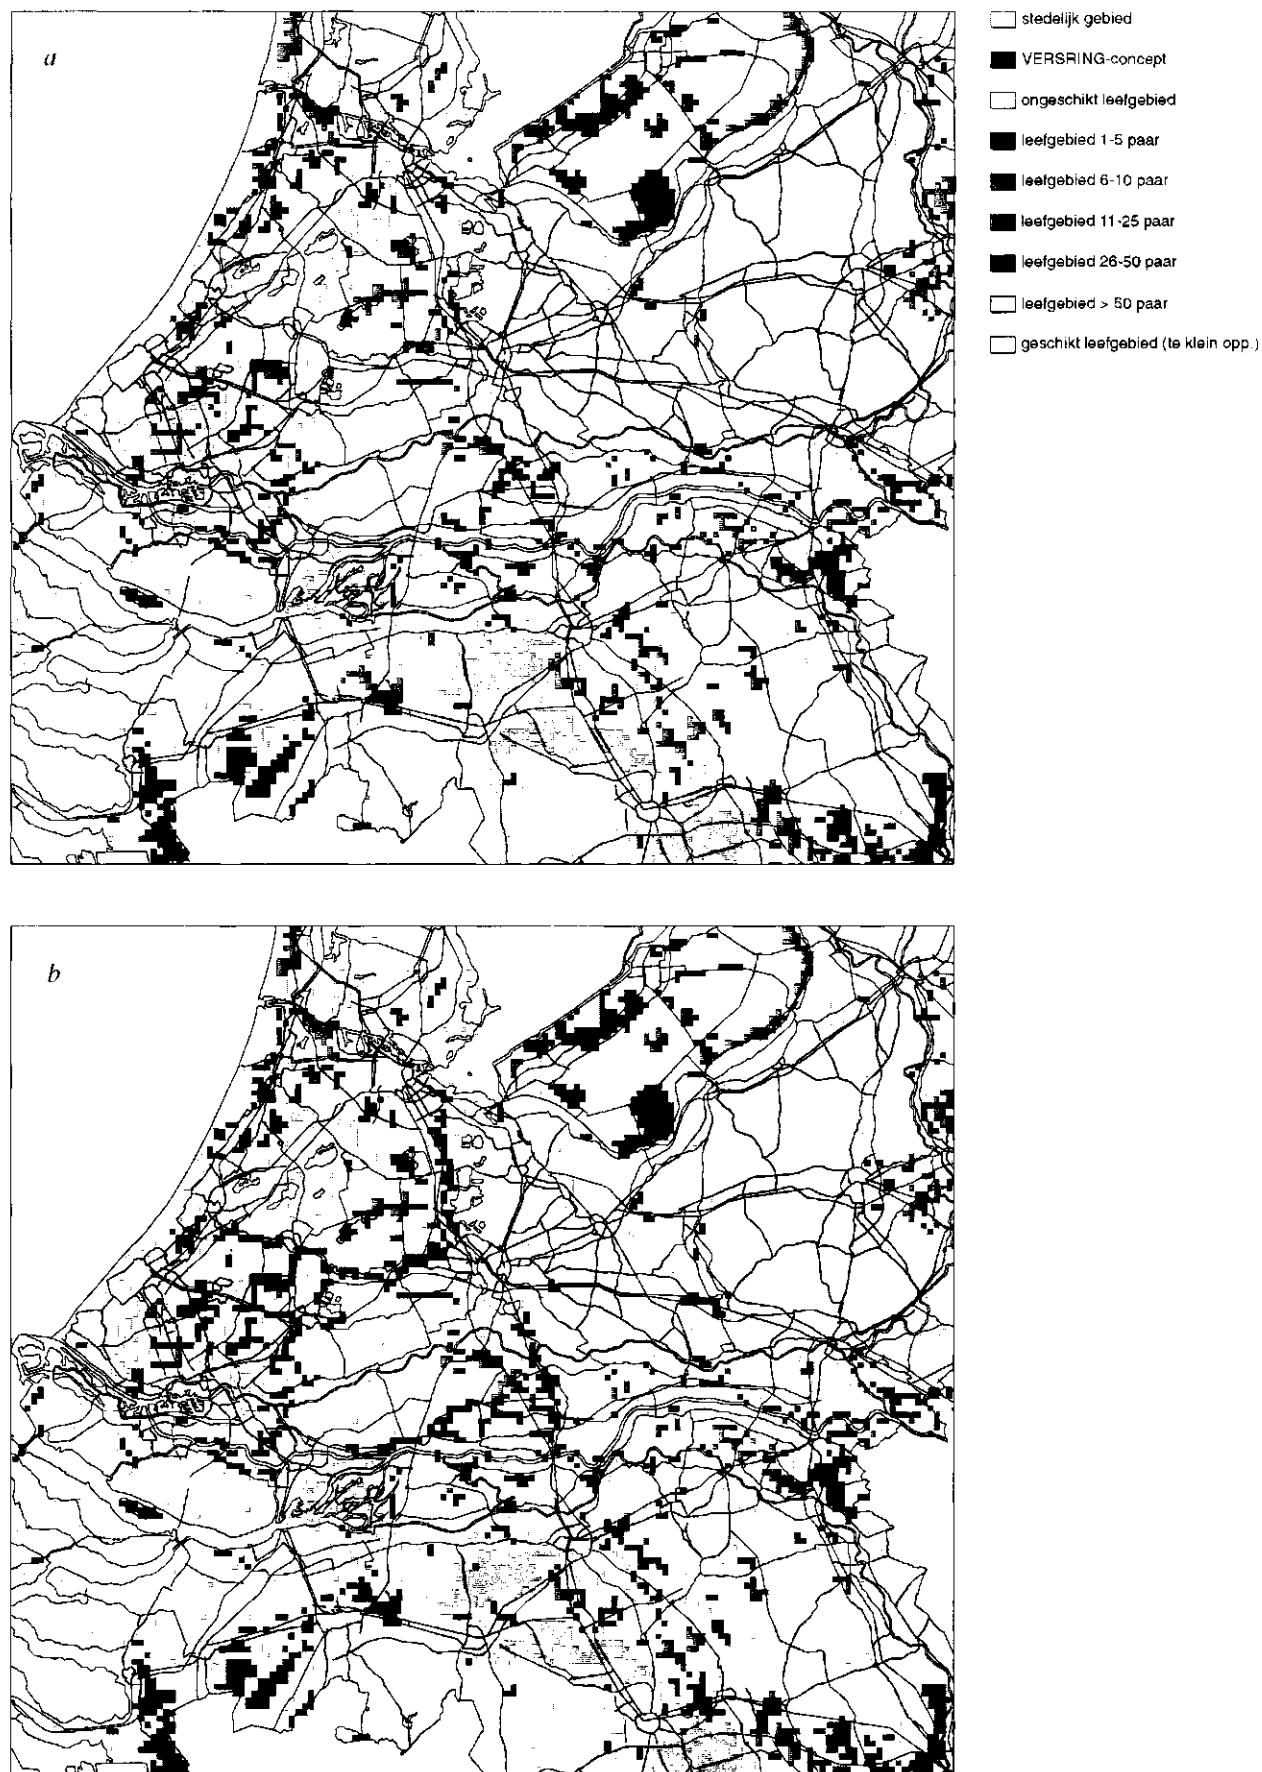 a
stedelijk gebied
VERSRING-concept
ongeschikt leefgebied
leefgebied 1-5 paar
leefgebied 6-10 paar
leefgebied 11-25 paar
leefgebied 26-50 paar
leefgebied > 50 paar
geschikt leefgebied (te klein opp.)
b